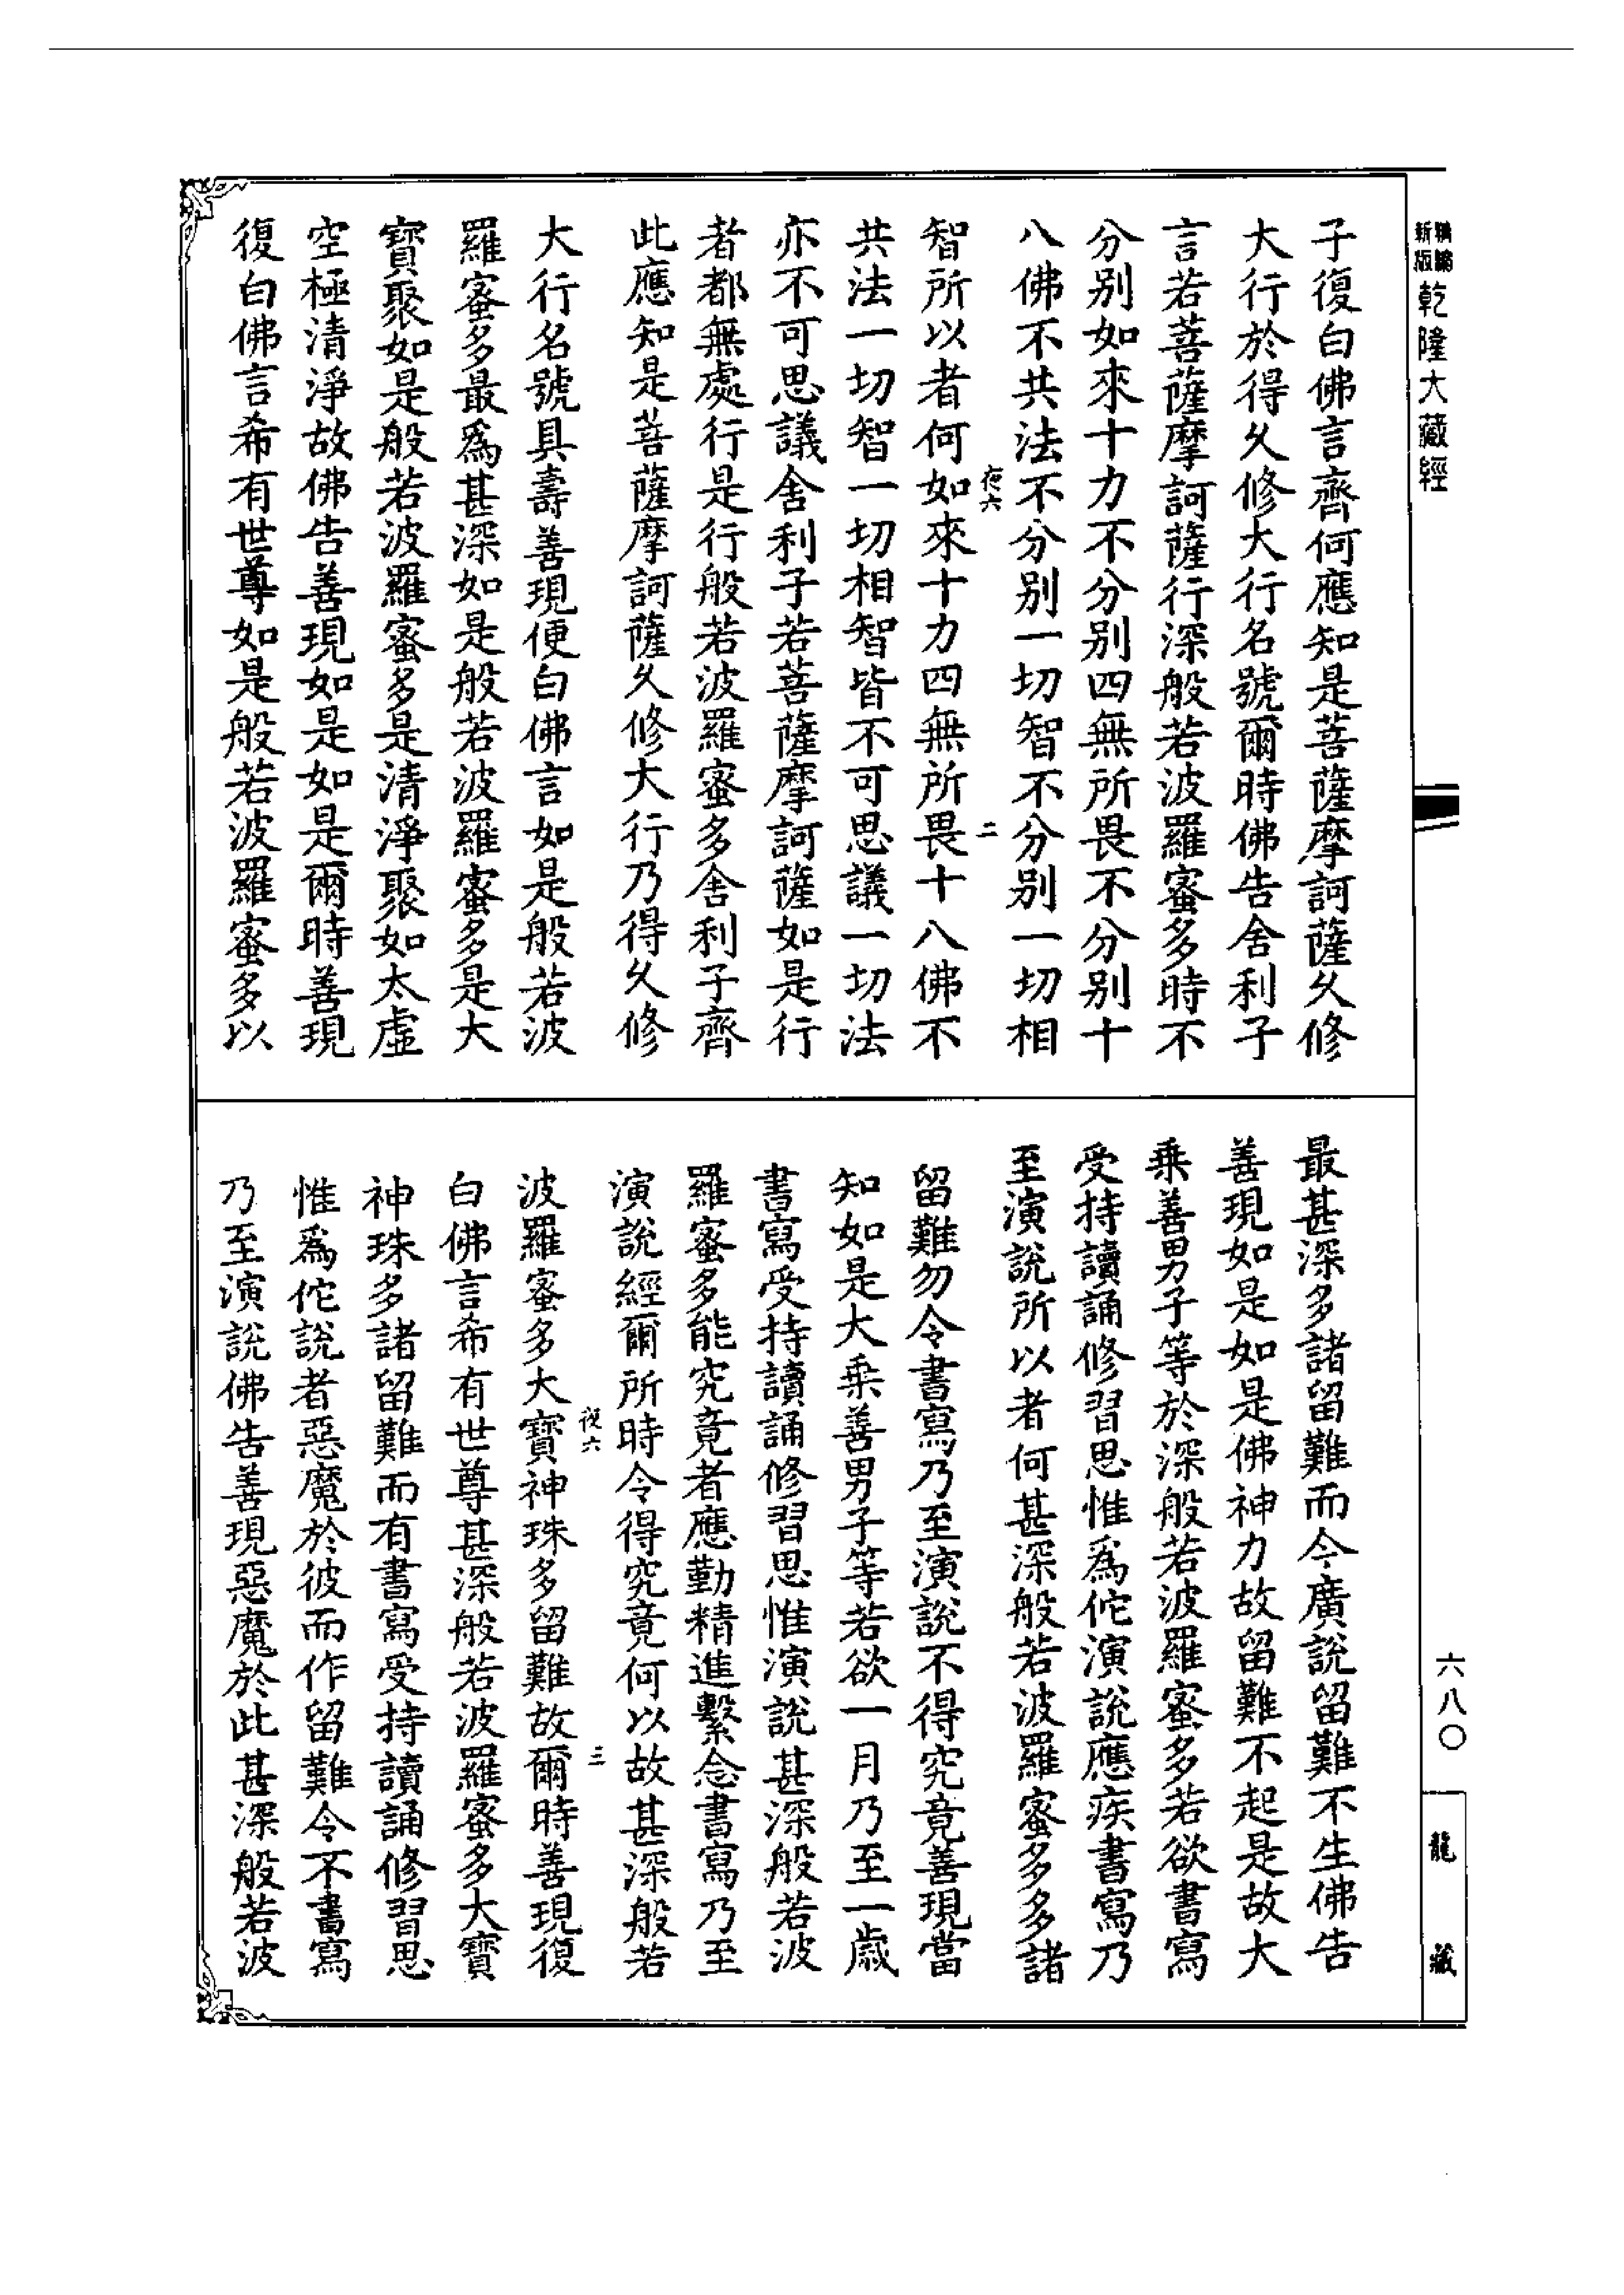 新版
乾隆大藏經
子復白佛言齊何應知是菩薩摩訶薩久修
大行於得久修大行名號爾時佛告舍利子
言若菩薩摩訶薩行深般若波羅蜜多時不
分别如來十力不分别四無所畏不分别十
八佛不共法不分别一切智不分别一切相
夜六
二
智所以者何如來十力四無所畏十八佛不
共法一切智一切相智皆不可思議一切法
亦不可思議舍利子若菩薩摩訶薩如是行
者都無處行是行般若波羅蜜多舍利子齊
此應知是菩薩摩訶薩久修大行乃得久修
大行名號具壽善現便白佛言如是般若波
羅蜜多最爲甚深如是般若波羅蜜多是大
寶聚如是般若波羅蜜多是清淨聚如太虛
空極清淨故佛告善現如是如是爾時善現
復白佛言希有世尊如是般若波羅蜜多以
最甚深多諸留難而今廣說留難不生佛告
善現如是如是佛神力故留難不起是故大
乗善男子等於深般若波羅蜜多若欲書寫
受持讀誦修習思惟爲佗演說應疾書寫乃
至演說所以者何甚深般若波羅蜜多多諸
留難勿令書寫乃至演說不得究竟善現當
知如是大乗善男子等若欲一月乃至一歲
書寫受持讀誦修習思惟演說甚深般若波
羅蜜多能究竟者應勤精進繫念書寫乃至
演說經爾所時令得究竟何以故甚深般若
夜六
三
波羅蜜多大寶神珠多留難故爾時善現復
白佛言希有世尊甚深般若波羅蜜多大寶
神珠多諸留難而有書寫受持讀誦修習思
惟爲佗說者惡魔於彼而作留難令不書寫
乃至演說佛告善現惡魔於此甚深般若波
六八〇
龍藏